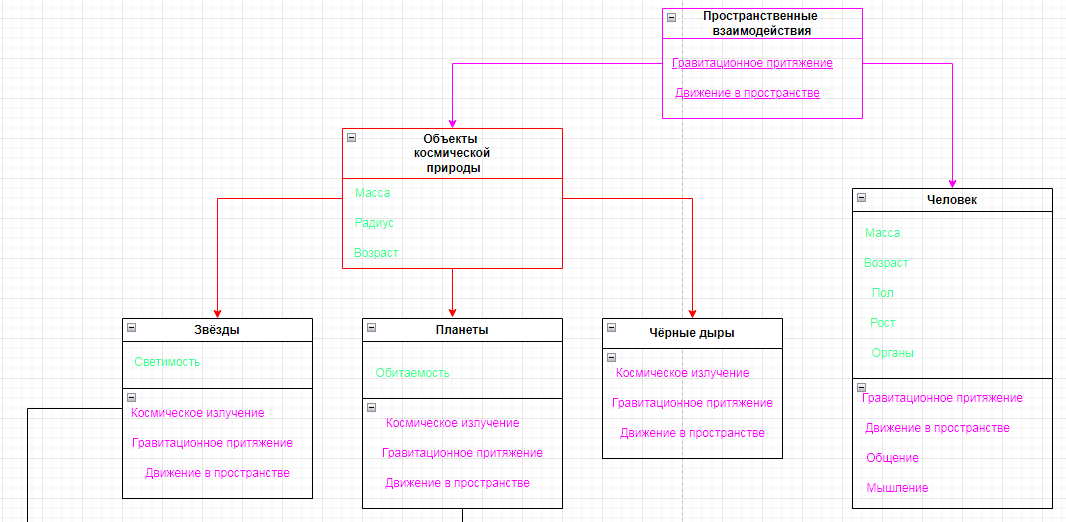 Пространственные
взаимодействия
Гравитационное притяжение
Движение в пространстве
Объекты
космической
природы
Масса
Радиус
Возраст
Человек
Масса
Возраст
Пол
Рост
Органы
Гравитационное притяжение
Движение в пространстве
Общение
Мышление
Звёзды
Светимость
Космическое излучение
Гравитационное притяжение
Движение в пространстве
Планеты
Обитаемость
Космическое излучение
Гравитационное притяжение
Движение в пространстве
Чёрные дыры
Космическое излучение
Гравитационное притяжение
Движение в пространстве